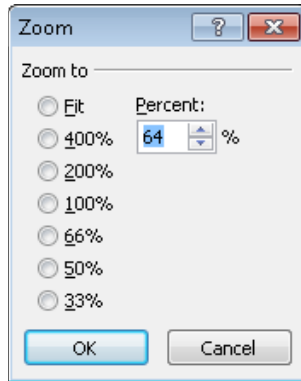 Zoom
Zoom to
Fit
Percent:
400%
64 %
200%
100%
66%
50%
33%
OK Cancel